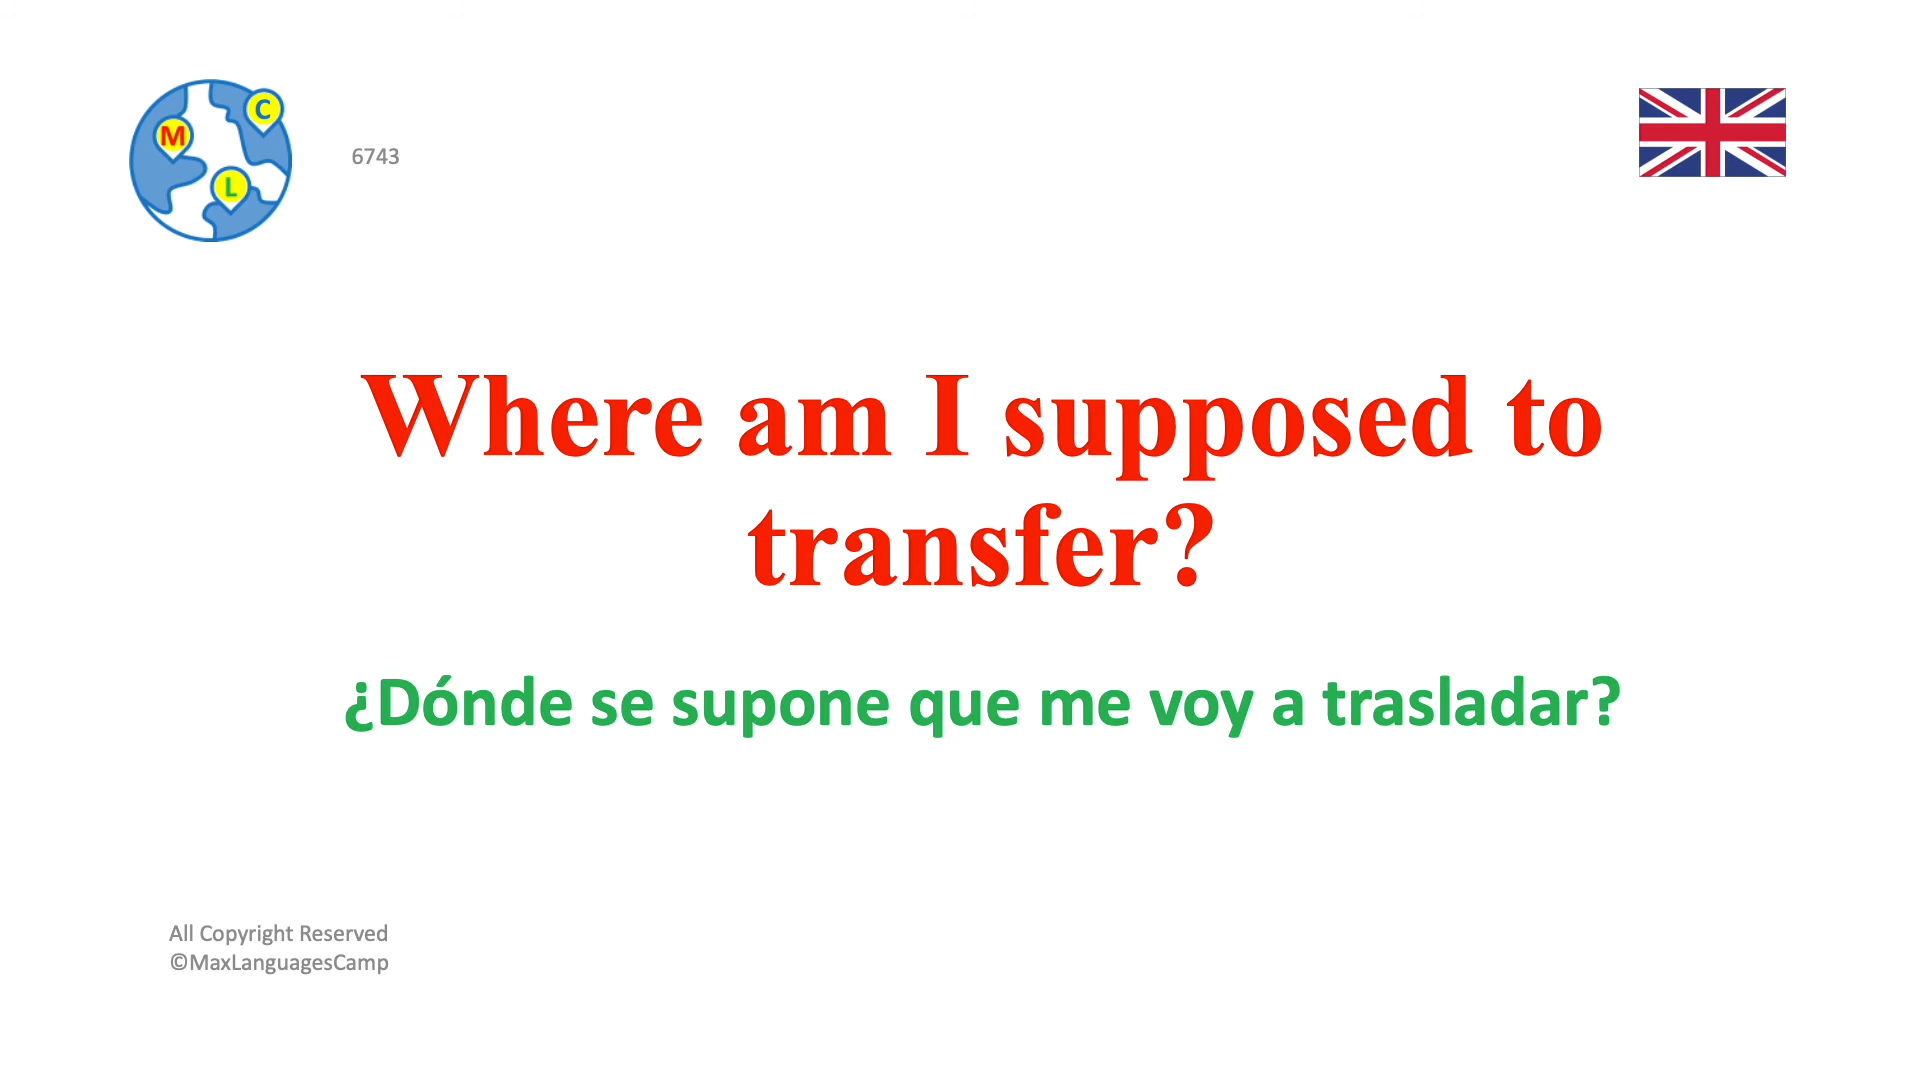 C
M
L
6743
Where am I supposed to
transfer?
¿Dónde se supone que me voy a trasladar?
All Copyright Reserved
©MaxLanguagesCamp